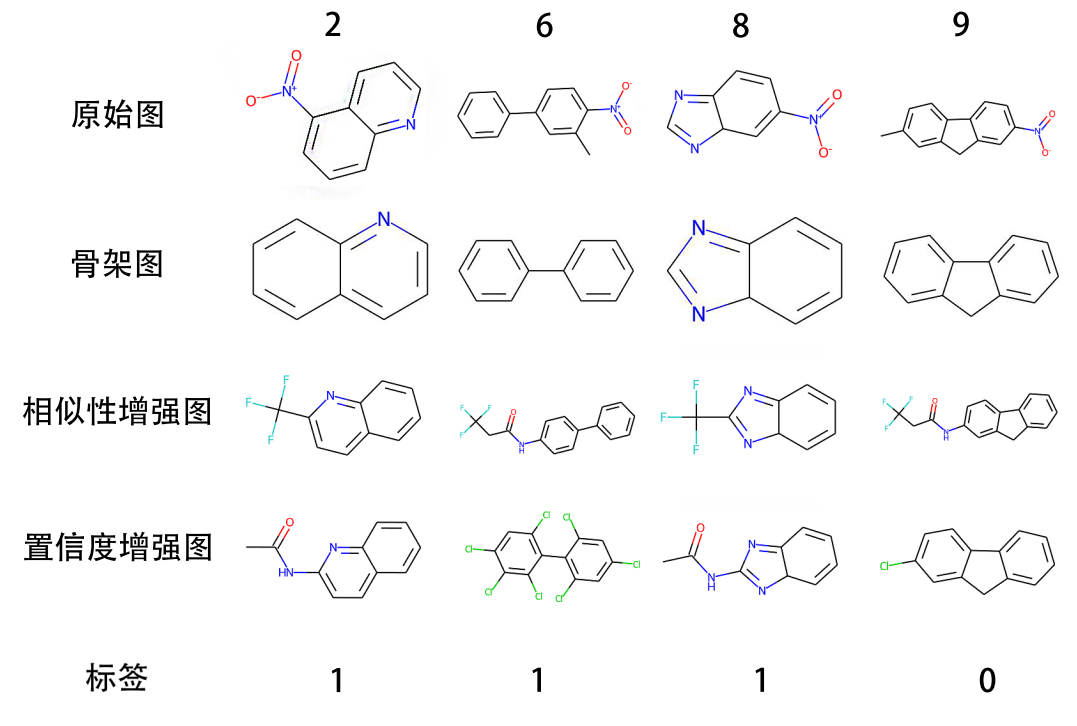 2 6 8 9
原始图
O O⁻ N⁺ N
O⁻ N⁺ O
N N N⁺ O O⁻
N⁺ O O⁻
骨架图
N
N N
相似性增强图
F F F N
F F F O N H
F F F N N
F F F O N H
置信度增强图
O HN N
Cl Cl Cl Cl Cl Cl Cl
O N H N N
Cl
标签
1 1 1 0